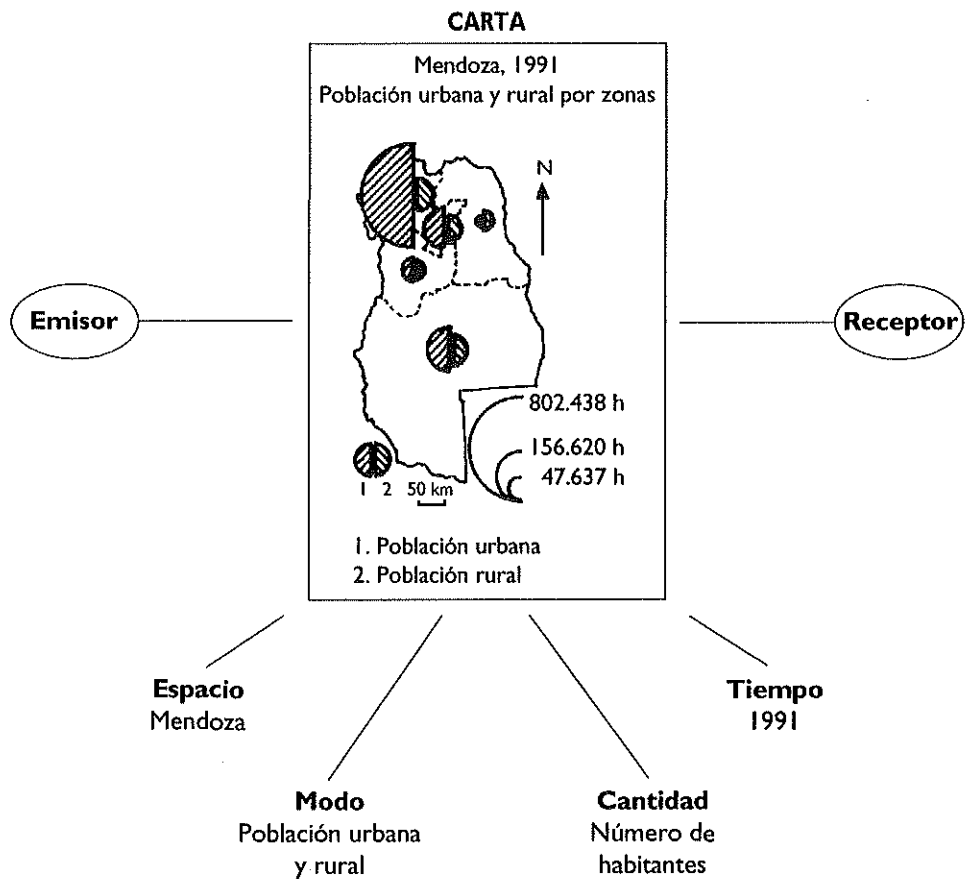 CARTA
Mendoza, 1991
Población urbana y rural por zonas
N
Emisor
Receptor
802.438 h
156.620 h
47.637 h
1 2 50 km
1. Población urbana
2. Población rural
Espacio
Mendoza
Tiempo
1991
Modo
Población urbana
y rural
Cantidad
Número de
habitantes